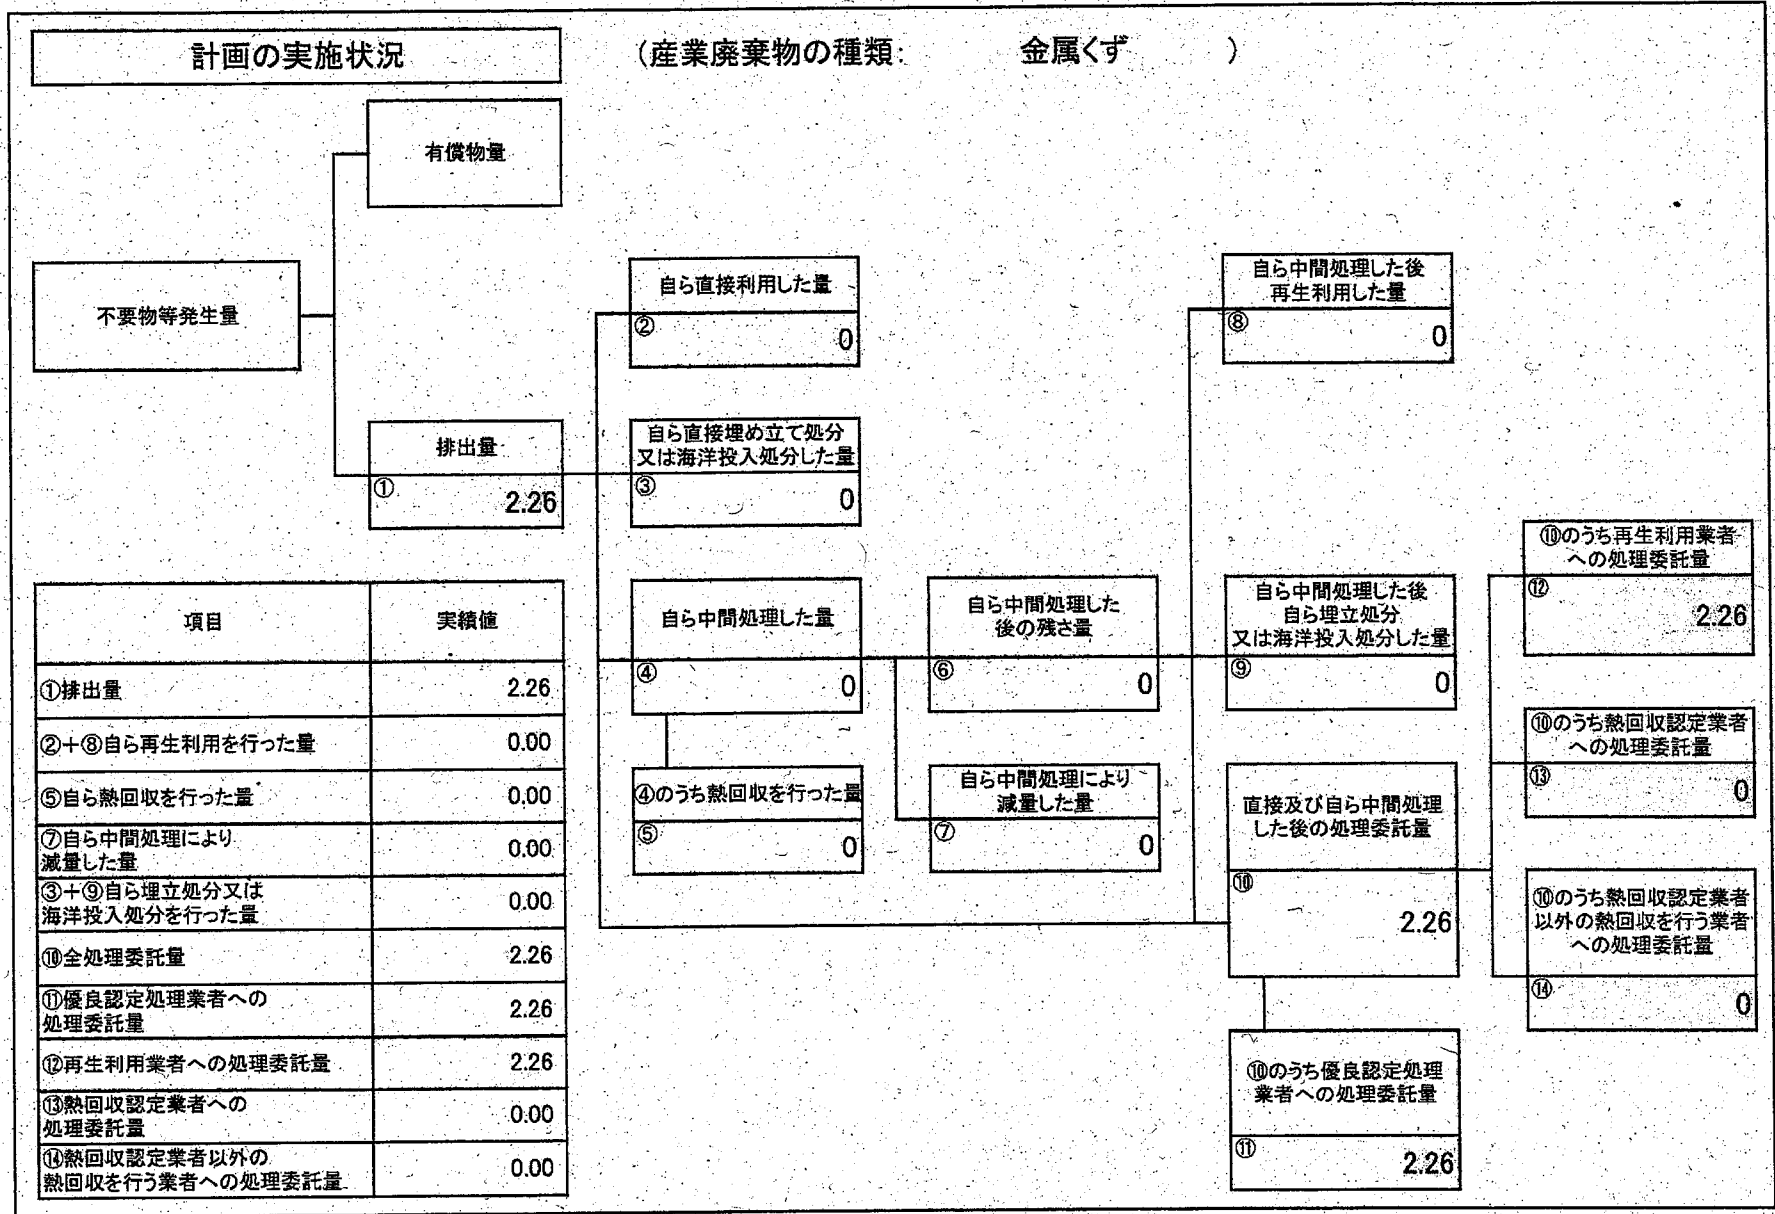 計画の実施状況
（産業廃棄物の種類: 金属くず ）
有償物量
不要物等発生量
排出量
① 2.26
自ら直接利用した量
② 0
自ら直接埋め立て処分
又は海洋投入処分した量
③ 0
自ら中間処理した量
④ 0
④のうち熱回収を行った量
⑤ 0
自ら中間処理した
後の残さ量
⑥ 0
自ら中間処理により
減量した量
⑦ 0
自ら中間処理した後
再生利用した量
⑧ 0
自ら中間処理した後
自ら埋立処分
又は海洋投入処分した量
⑨ 0
直接及び自ら中間処理
した後の処理委託量
⑩ 2.26
⑩のうち優良認定処理
業者への処理委託量
⑪ 2.26
⑩のうち再生利用業者
への処理委託量
⑫ 2.26
⑩のうち熱回収認定業者
への処理委託量
⑬ 0
⑩のうち熱回収認定業者
以外の熱回収を行う業者
への処理委託量
⑭ 0
項目 実績値
①排出量 2.26
②＋⑧自ら再生利用を行った量 0.00
⑤自ら熱回収を行った量 0.00
⑦自ら中間処理により
減量した量 0.00
③＋⑨自ら埋立処分又は
海洋投入処分を行った量 0.00
⑩全処理委託量 2.26
⑪優良認定処理業者への
処理委託量 2.26
⑫再生利用業者への処理委託量 2.26
⑬熱回収認定業者への
処理委託量 0.00
⑭熱回収認定業者以外の
熱回収を行う業者への処理委託量 0.00